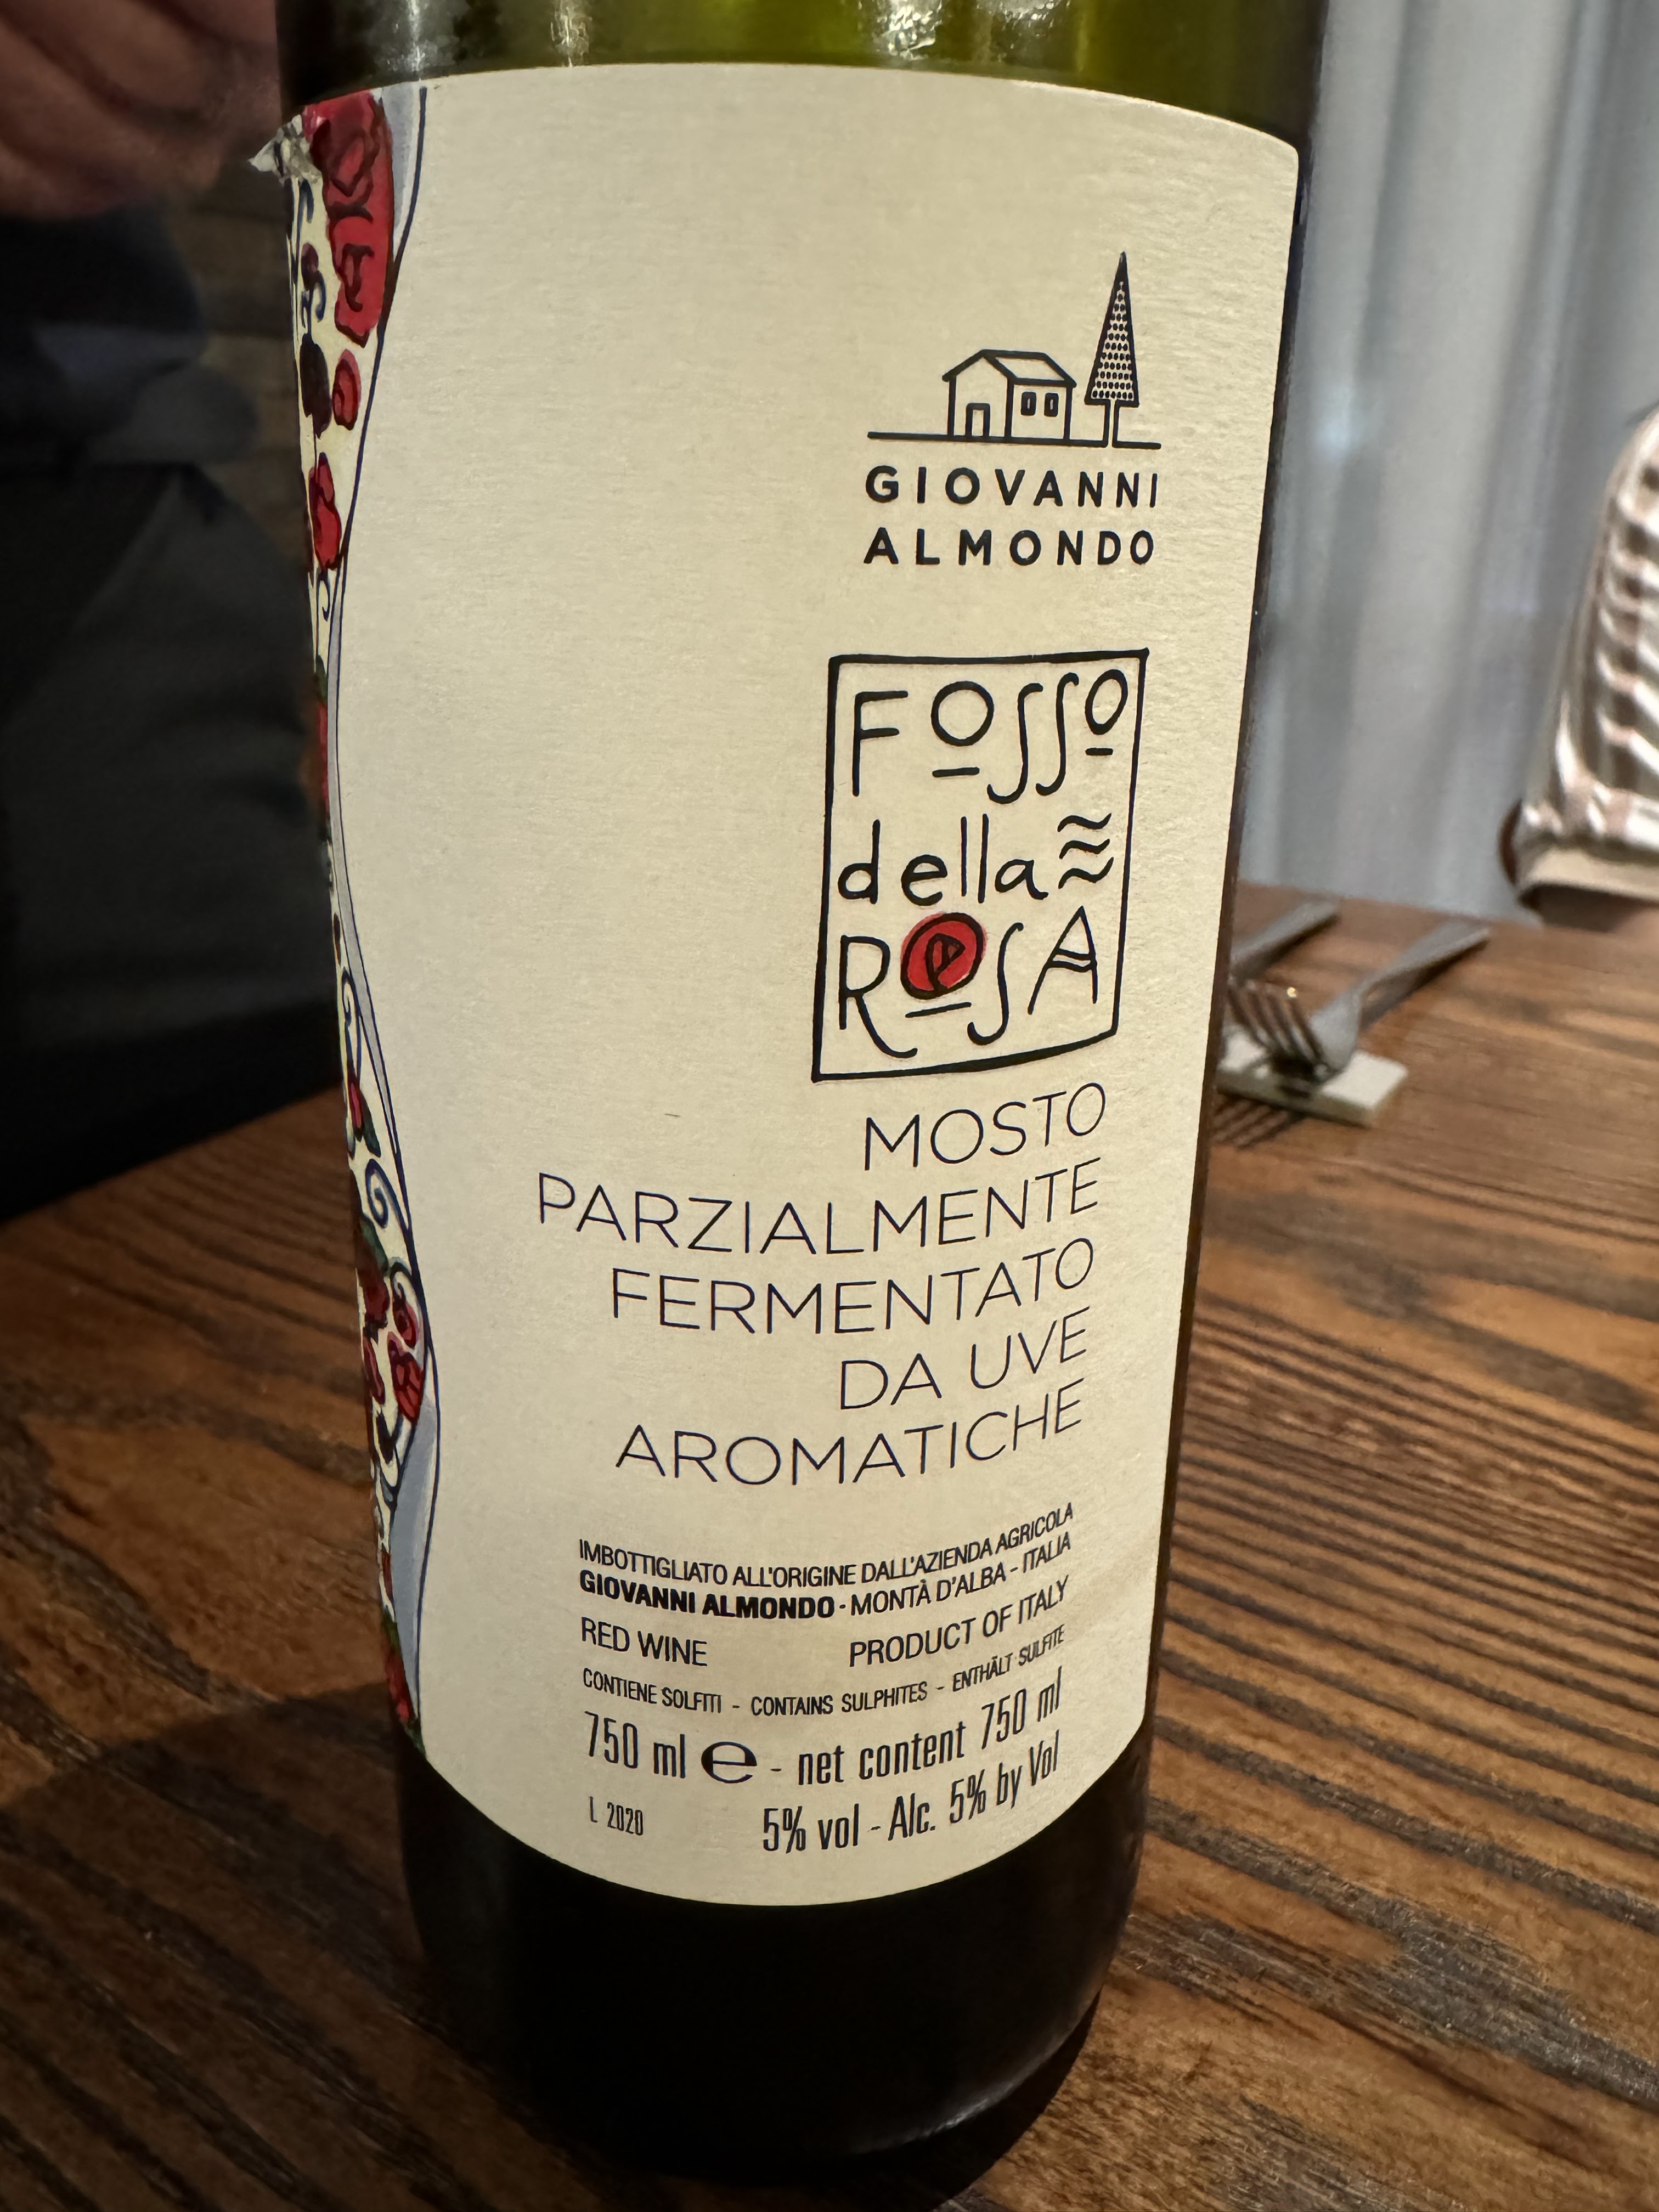 GIOVANNI
ALMONDO
FOSSO
della
ROSA
MOSTO
PARZIALMENTE
FERMENTATO
DA UVE
AROMATICHE
IMBOTTIGLIATO ALL'ORIGINE DALL'AZIENDA AGRICOLA
GIOVANNI ALMONDO - MONTÀ D'ALBA - ITALIA
RED WINE PRODUCT OF ITALY
CONTIENE SOLFITI - CONTAINS SULPHITES - ENTHÄLT SULFITE
750 ml e - net content 750 ml
L 2020 5% vol - Alc. 5% by Vol